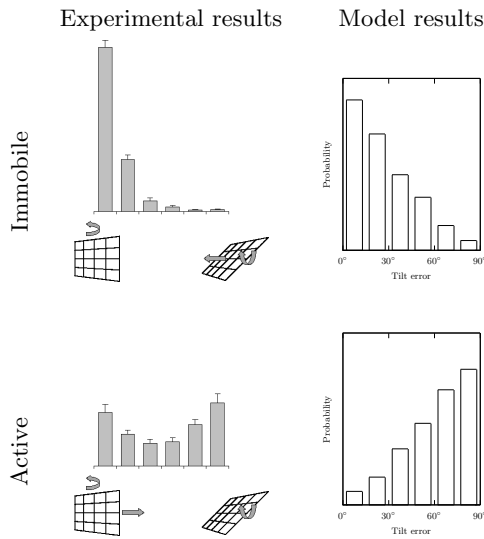 Experimental results
Model results
Immobile
Probability
0° 30° 60° 90°
Tilt error
Active
Probability
0° 30° 60° 90°
Tilt error